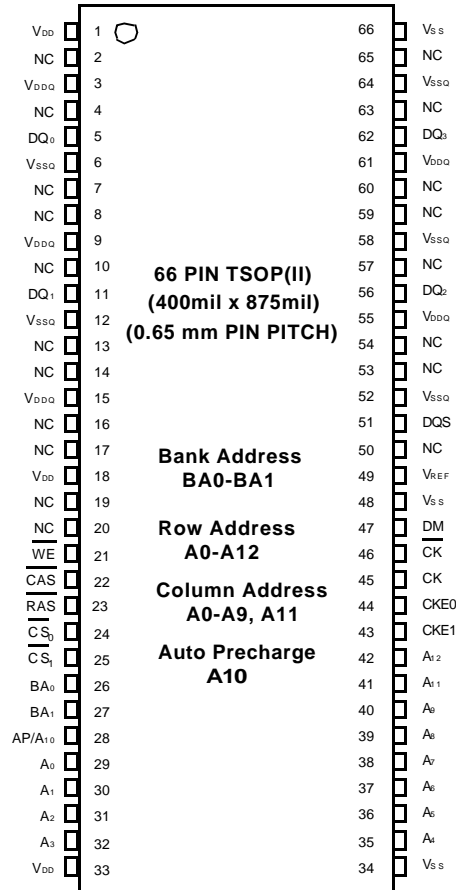 VDD 1 66 VSS
NC 2 65 NC
VDDQ 3 64 VSSQ
NC 4 63 NC
DQ0 5 62 DQ3
VSSQ 6 61 VDDQ
NC 7 60 NC
NC 8 59 NC
VDDQ 9 58 VSSQ
NC 10 57 NC
DQ1 11 56 DQ2
VSSQ 12 55 VDDQ
NC 13 54 NC
NC 14 53 NC
VDDQ 15 52 VSSQ
NC 16 51 DQS
NC 17 50 NC
VDD 18 49 VREF
NC 19 48 VSS
NC 20 47 DM
WE 21 46 CK
CAS 22 45 CK
RAS 23 44 CKE0
CS0 24 43 CKE1
CS1 25 42 A12
BA0 26 41 A11
BA1 27 40 A9
AP/A10 28 39 A8
A0 29 38 A7
A1 30 37 A6
A2 31 36 A5
A3 32 35 A4
VDD 33 34 VSS
66 PIN TSOP(II)
(400mil x 875mil)
(0.65 mm PIN PITCH)
Bank Address
BA0-BA1
Row Address
A0-A12
Column Address
A0-A9, A11
Auto Precharge
A10